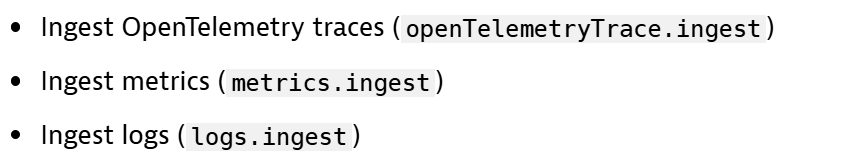 • Ingest OpenTelemetry traces (openTelemetryTrace.ingest)
• Ingest metrics (metrics.ingest)
• Ingest logs (logs.ingest)